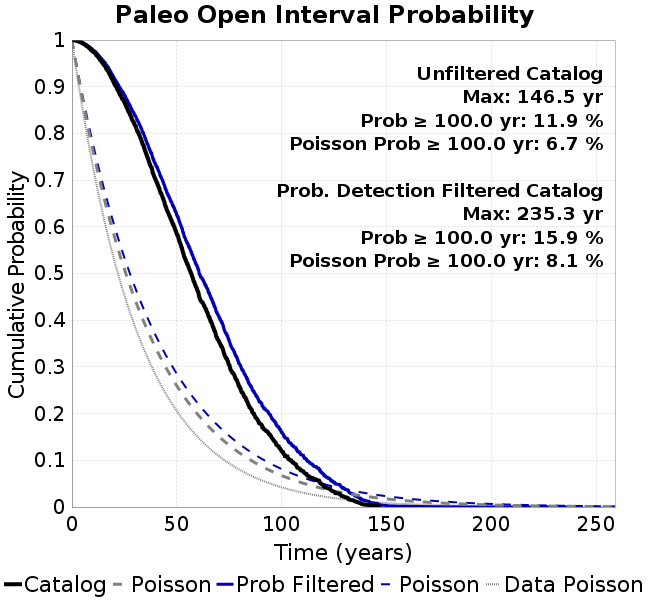 Paleo Open Interval Probability
1
0.9
0.8
0.7
0.6
0.5
0.4
0.3
0.2
0.1
0
Cumulative Probability
Unfiltered Catalog
Max: 146.5 yr
Prob ≥ 100.0 yr: 11.9 %
Poisson Prob ≥ 100.0 yr: 6.7 %
Prob. Detection Filtered Catalog
Max: 235.3 yr
Prob ≥ 100.0 yr: 15.9 %
Poisson Prob ≥ 100.0 yr: 8.1 %
0 50 100 150 200 250
Time (years)
Catalog Poisson Prob Filtered Poisson Data Poisson